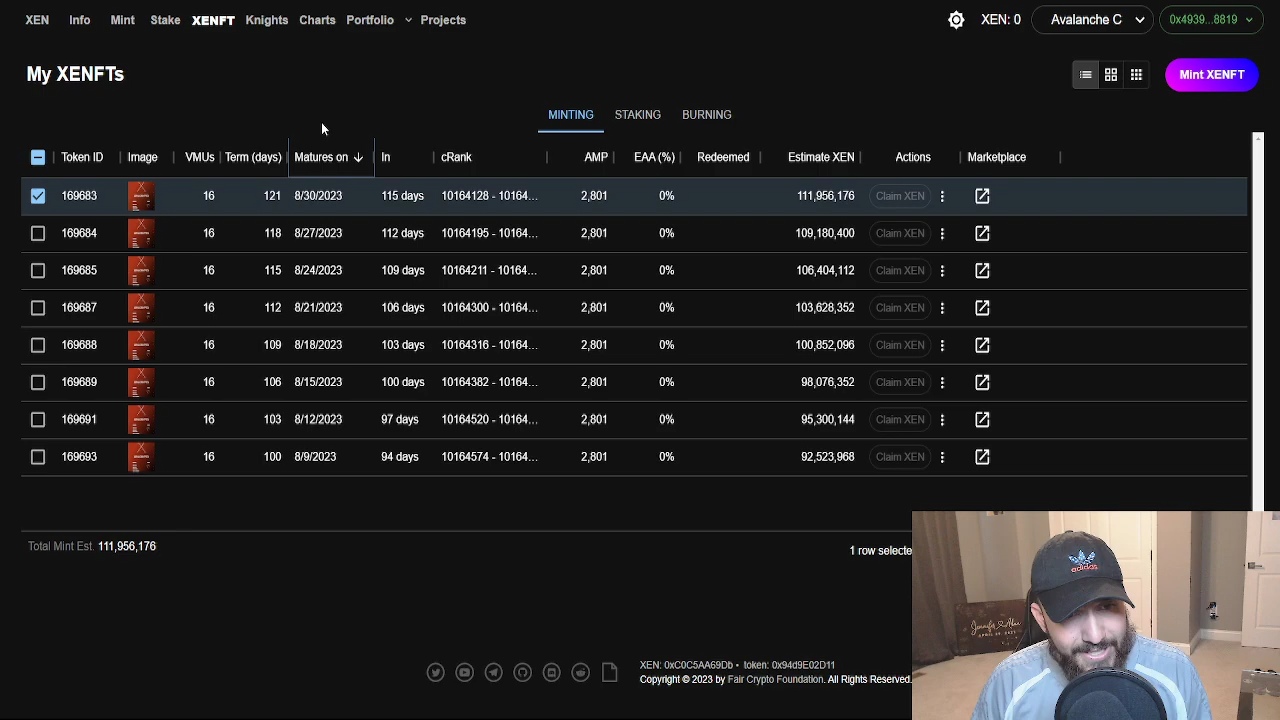 XEN Info Mint Stake XENFT Knights Charts Portfolio Projects XEN: 0 Avalanche C 0x4939...8819
My XENFTs Mint XENFT
MINTING STAKING BURNING
Token ID Image VMUs Term (days) Matures on In cRank AMP EAA (%) Redeemed Estimate XEN Actions Marketplace
169683 16 121 8/30/2023 115 days 10164128 - 10164... 2,801 0% 111,956,176 Claim XEN
169684 16 118 8/27/2023 112 days 10164195 - 10164... 2,801 0% 109,180,400 Claim XEN
169685 16 115 8/24/2023 109 days 10164211 - 10164... 2,801 0% 106,404,112 Claim XEN
169687 16 112 8/21/2023 106 days 10164300 - 10164... 2,801 0% 103,628,352 Claim XEN
169688 16 109 8/18/2023 103 days 10164316 - 10164... 2,801 0% 100,852,096 Claim XEN
169689 16 106 8/15/2023 100 days 10164382 - 10164... 2,801 0% 98,076,352 Claim XEN
169691 16 103 8/12/2023 97 days 10164520 - 10164... 2,801 0% 95,300,144 Claim XEN
169693 16 100 8/9/2023 94 days 10164574 - 10164... 2,801 0% 92,523,968 Claim XEN
Total Mint Est. 111,956,176 1 row selecte
adidas
XEN: 0xC0C5AA69Db • token: 0x94d9E02D11
Copyright © 2023 by Fair Crypto Foundation. All Rights Reserved.